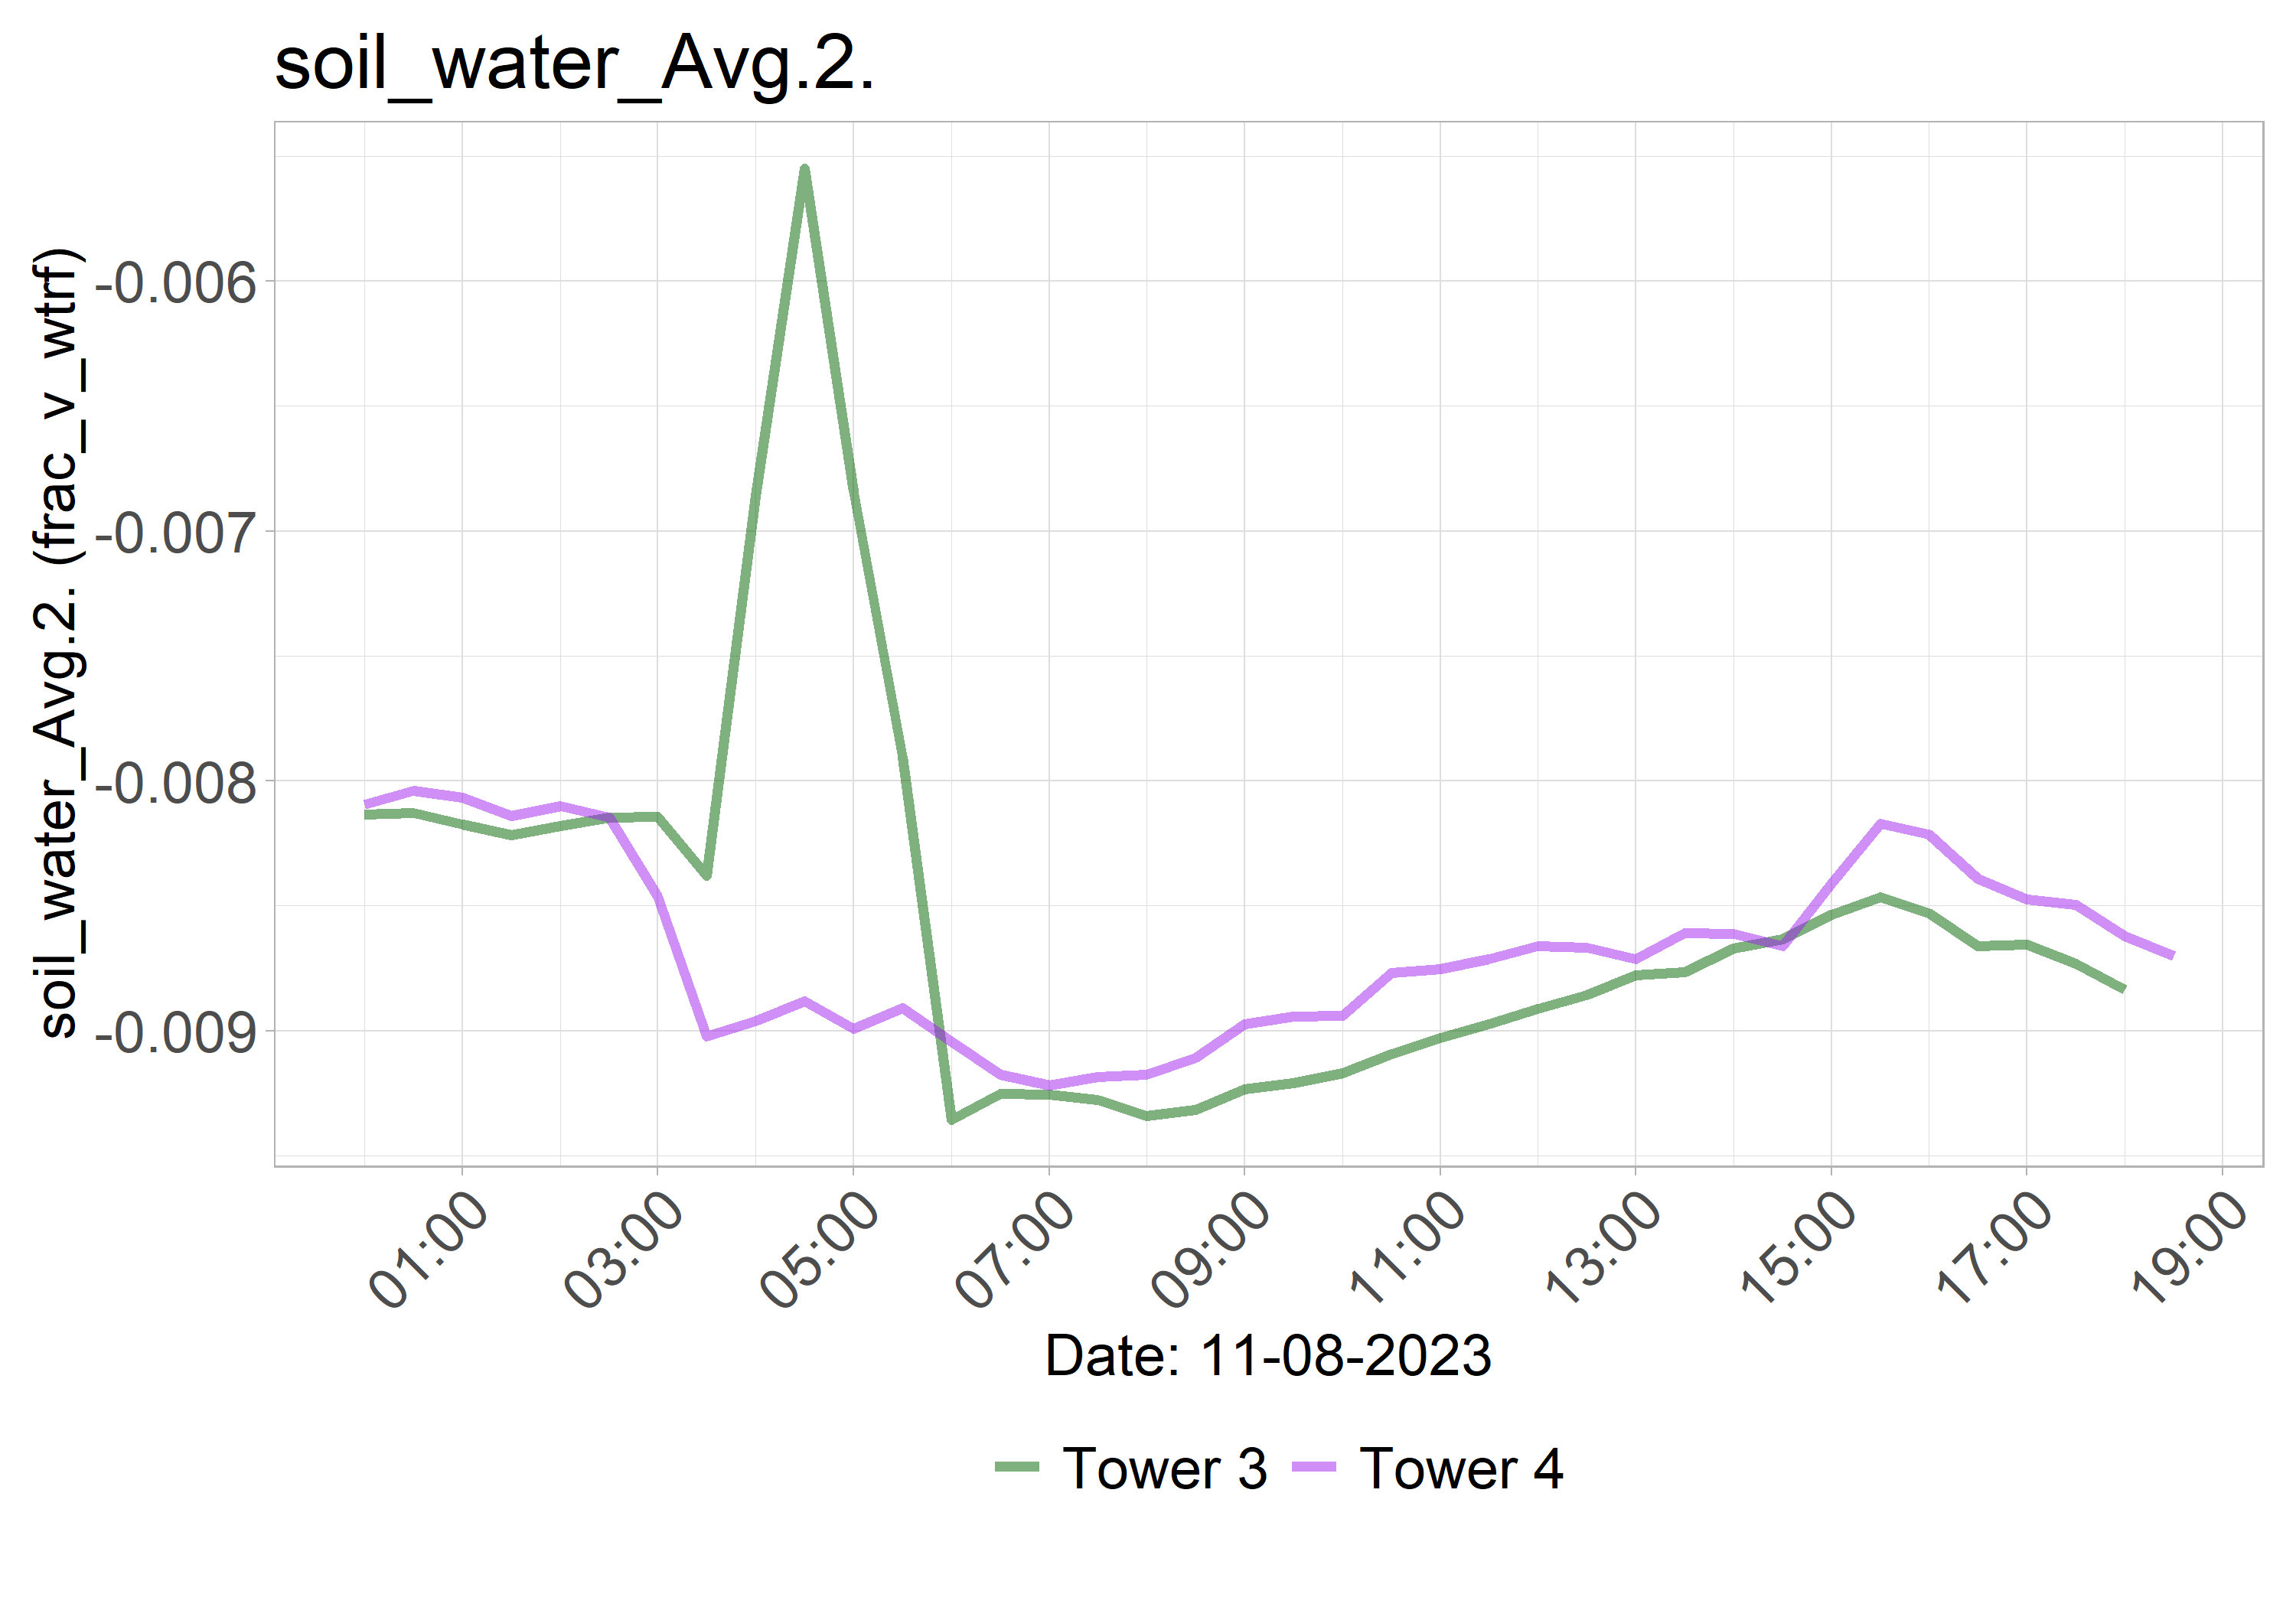 soil_water_Avg.2.
soil_water_Avg.2. (frac_v_wtrf)
-0.006
-0.007
-0.008
-0.009
01:00
03:00
05:00
07:00
09:00
11:00
13:00
15:00
17:00
19:00
Date: 11-08-2023
Tower 3
Tower 4